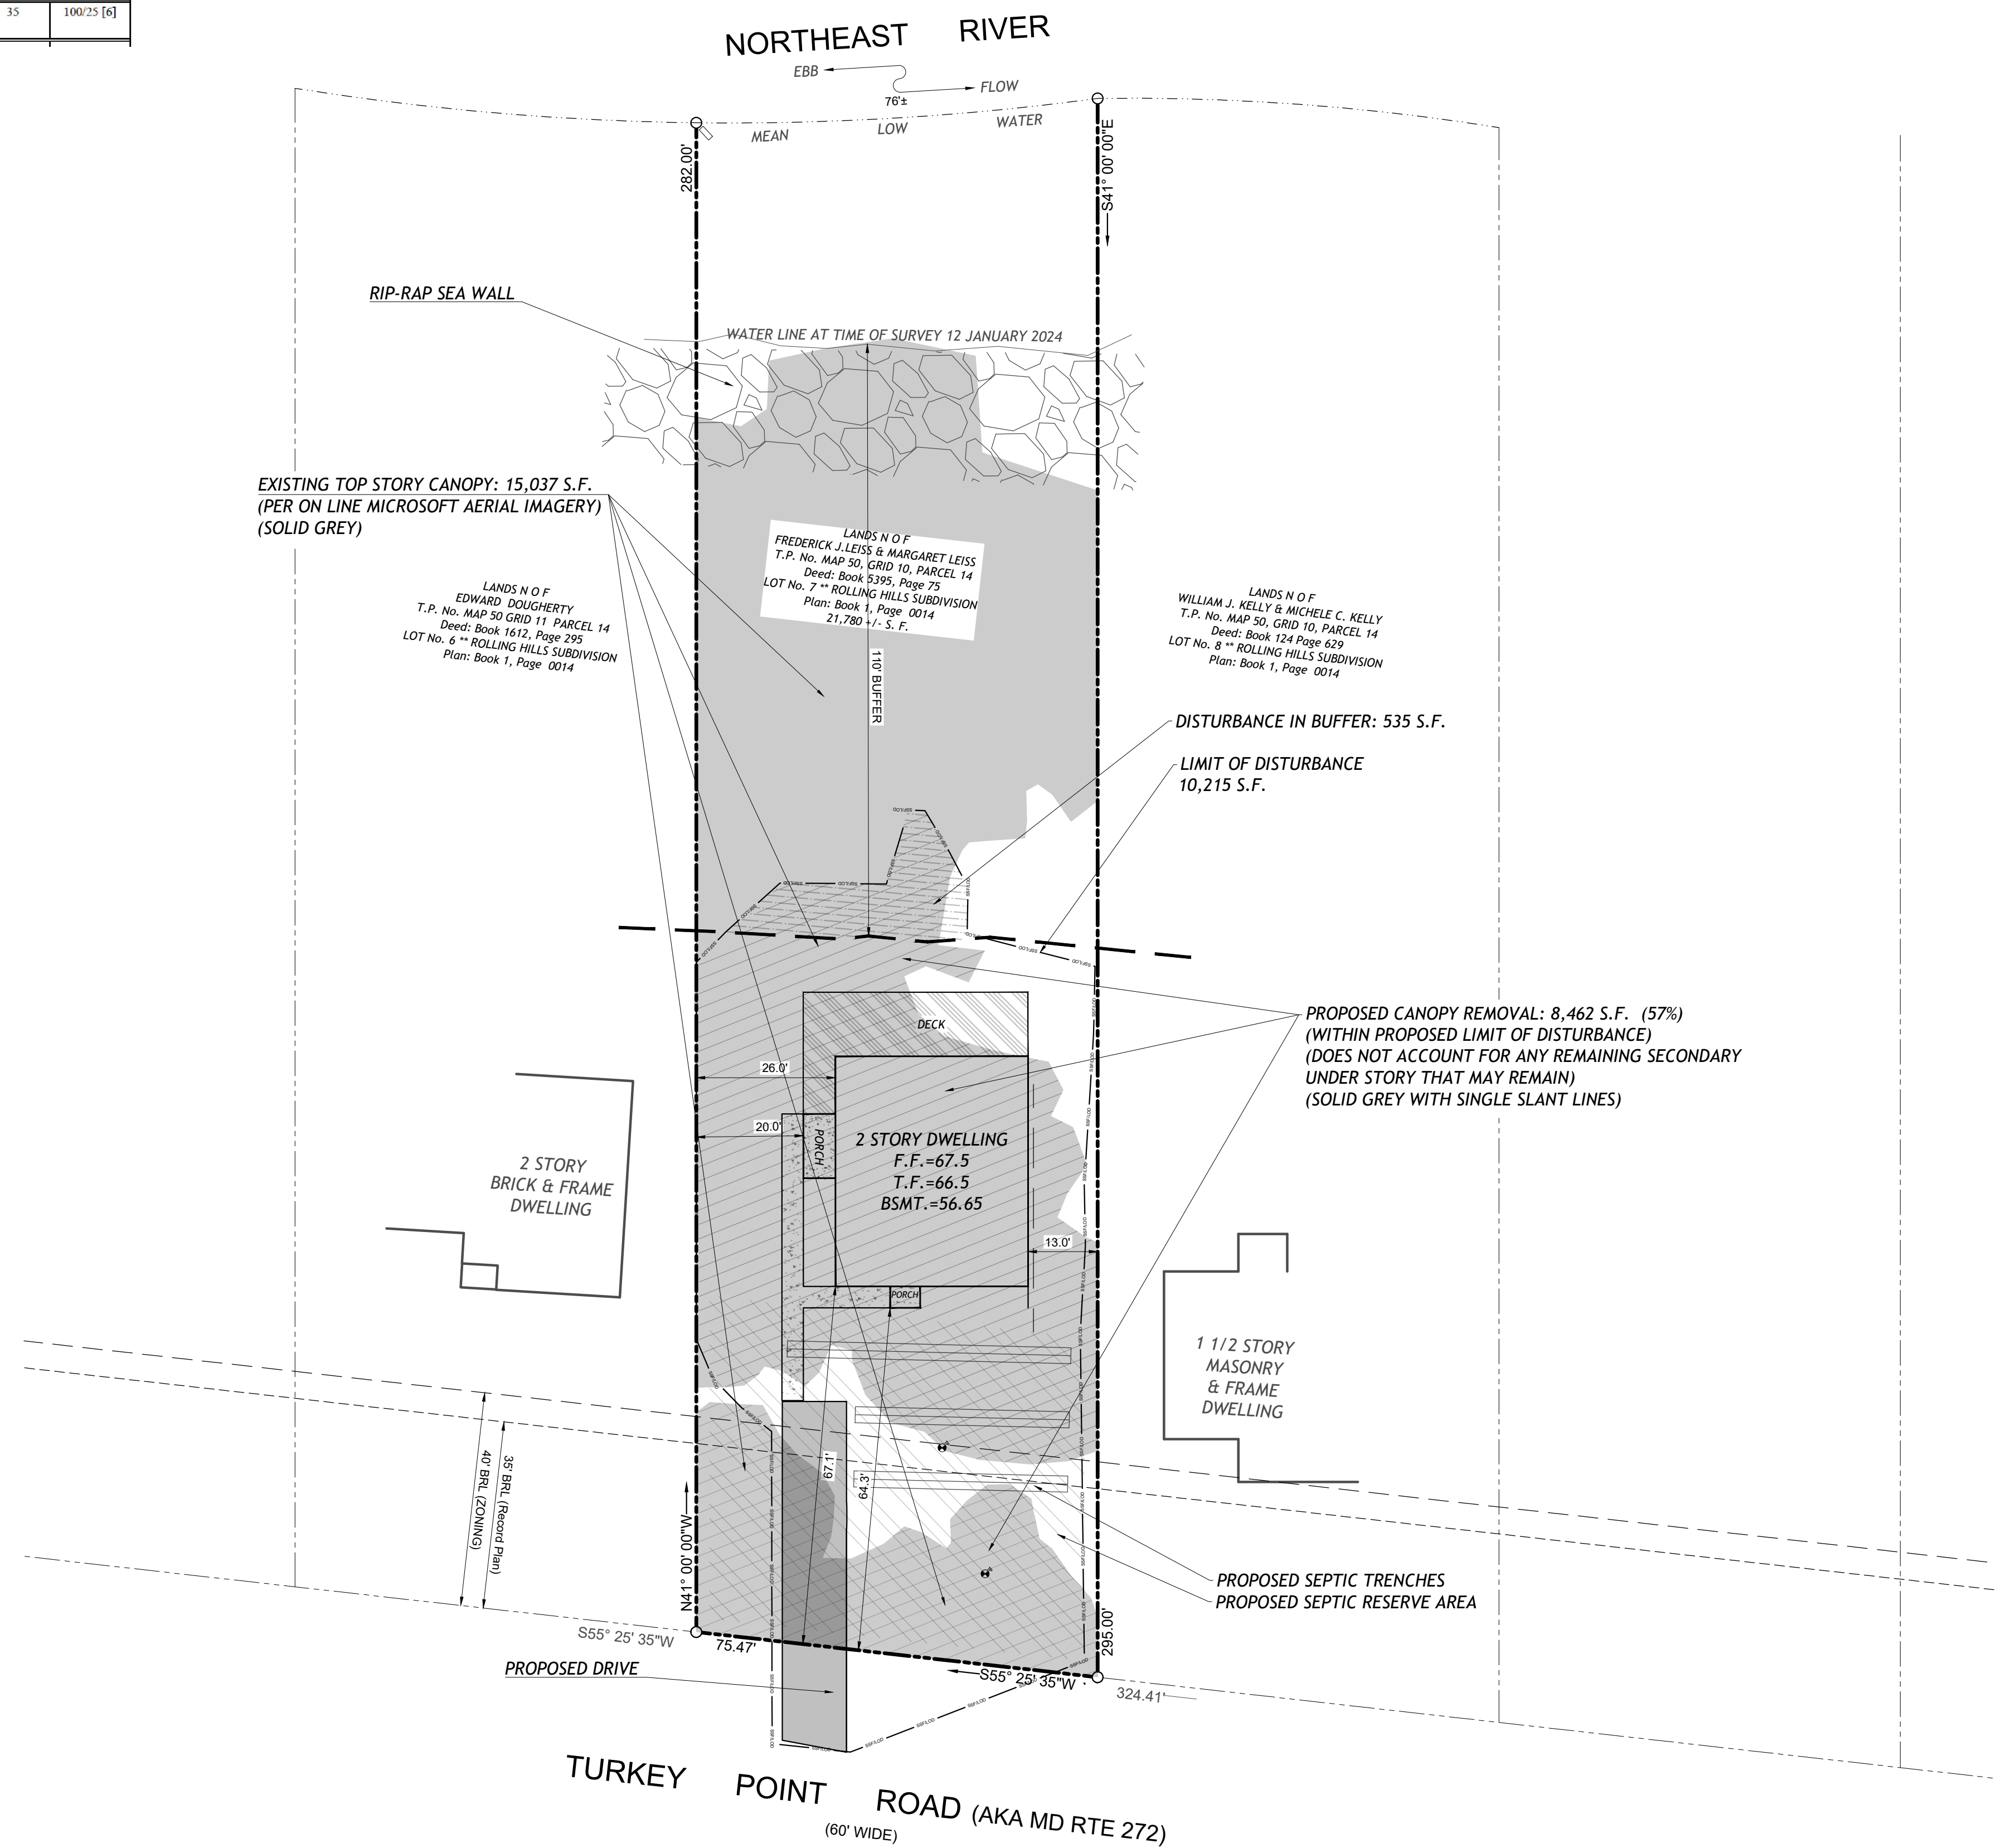 35 100/25 [6]
NORTHEAST RIVER
EBB
FLOW
76'±
MEAN LOW WATER
282.00'
S41° 00' 00"E
RIP-RAP SEA WALL
WATER LINE AT TIME OF SURVEY 12 JANUARY 2024
EXISTING TOP STORY CANOPY: 15,037 S.F.
(PER ON LINE MICROSOFT AERIAL IMAGERY)
(SOLID GREY)
LANDS N O F
FREDERICK J.LEISS & MARGARET LEISS
T.P. No. MAP 50, GRID 10, PARCEL 14
Deed: Book 5395, Page 75
LOT No. 7 ** ROLLING HILLS SUBDIVISION
Plan: Book 1, Page 0014
21,780 +/- S. F.
LANDS N O F
EDWARD DOUGHERTY
T.P. No. MAP 50 GRID 11 PARCEL 14
Deed: Book 1612, Page 295
LOT No. 6 ** ROLLING HILLS SUBDIVISION
Plan: Book 1, Page 0014
LANDS N O F
WILLIAM J. KELLY & MICHELE C. KELLY
T.P. No. MAP 50, GRID 10, PARCEL 14
Deed: Book 124 Page 629
LOT No. 8 ** ROLLING HILLS SUBDIVISION
Plan: Book 1, Page 0014
110' BUFFER
DISTURBANCE IN BUFFER: 535 S.F.
LIMIT OF DISTURBANCE
10,215 S.F.
PROPOSED CANOPY REMOVAL: 8,462 S.F. (57%)
(WITHIN PROPOSED LIMIT OF DISTURBANCE)
(DOES NOT ACCOUNT FOR ANY REMAINING SECONDARY
UNDER STORY THAT MAY REMAIN)
(SOLID GREY WITH SINGLE SLANT LINES)
DECK
26.0'
20.0'
PORCH
2 STORY DWELLING
F.F.=67.5
T.F.=66.5
BSMT.=56.65
2 STORY
BRICK & FRAME
DWELLING
13.0'
PORCH
1 1/2 STORY
MASONRY
& FRAME
DWELLING
67.1'
64.3'
40' BRL (ZONING)
35' BRL (Record Plan)
N41° 00' 00"W
295.00'
PROPOSED SEPTIC TRENCHES
PROPOSED SEPTIC RESERVE AREA
S55° 25' 35"W
75.47'
PROPOSED DRIVE
S55° 25' 35"W
324.41'
TURKEY POINT ROAD (AKA MD RTE 272)
(60' WIDE)